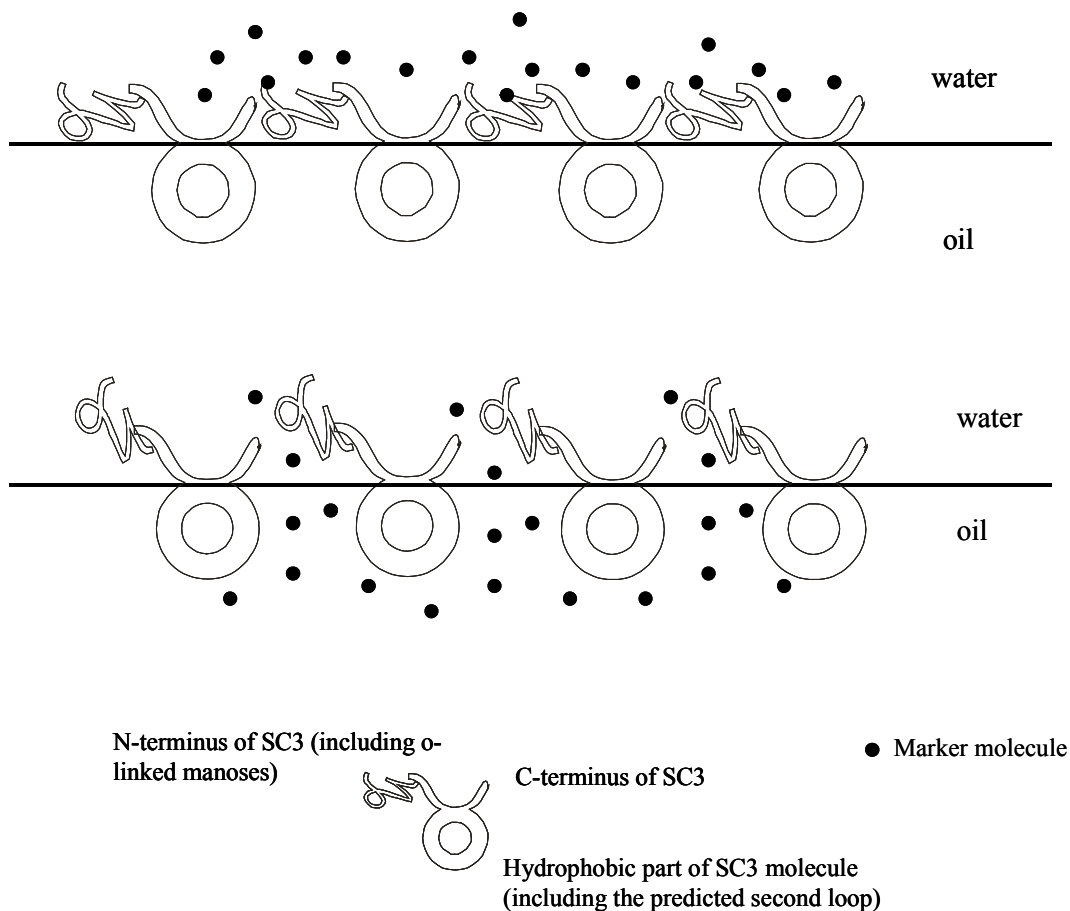 water
oil
water
oil
N-terminus of SC3 (including o-
linked manoses)
Marker molecule
C-terminus of SC3
Hydrophobic part of SC3 molecule
(including the predicted second loop)